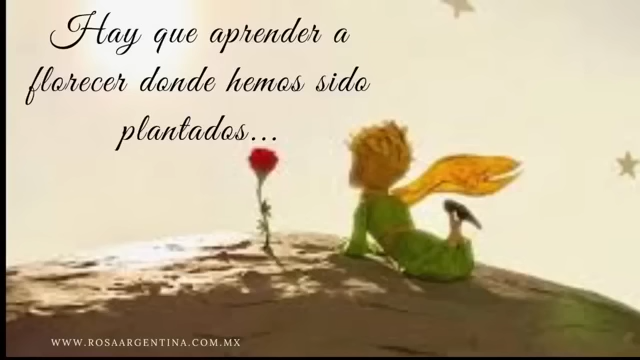 Hay que aprender a
florecer donde hemos sido
plantados...
WWW.ROSAARGENTINA.COM.MX